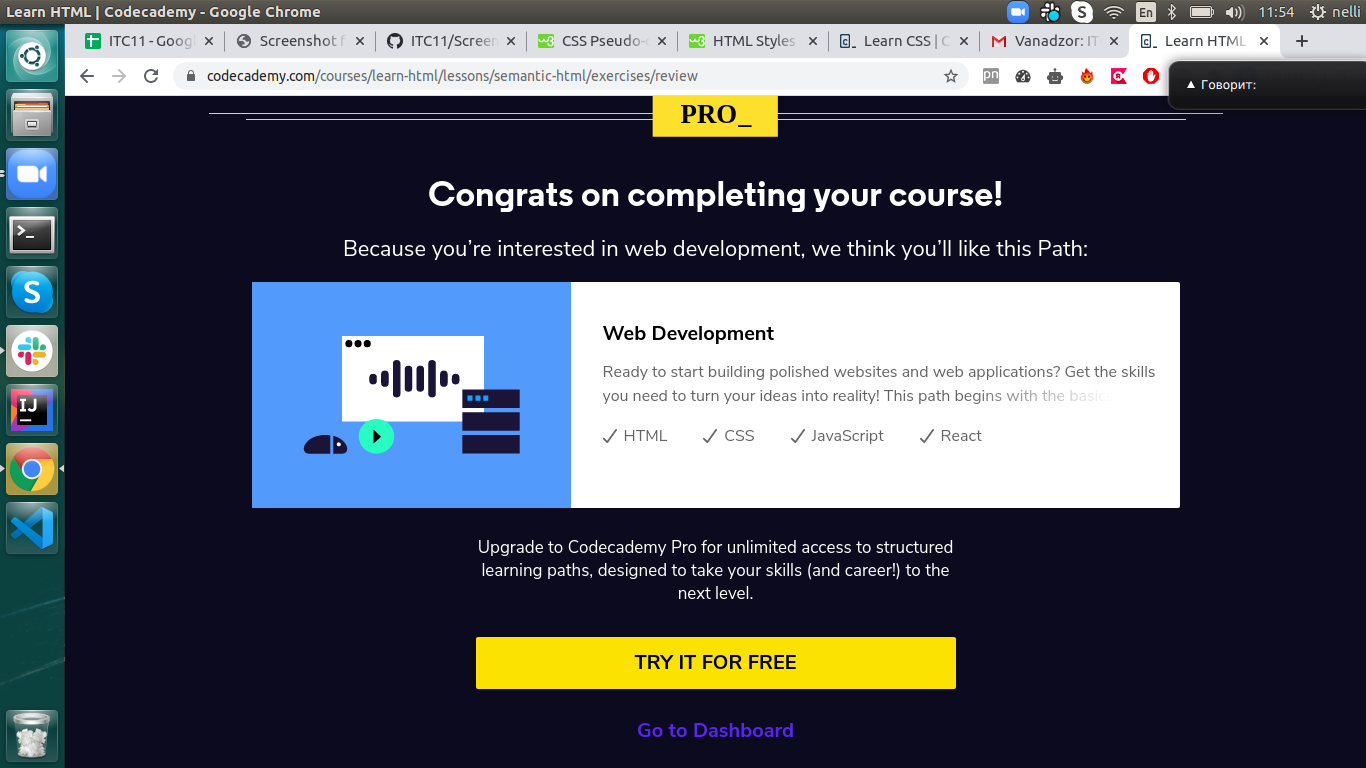 Learn HTML | Codecademy - Google Chrome
En
11:54
nelli
ITC11 - Googl
Screenshot f
ITC11/Screen
CSS Pseudo-
HTML Styles
Learn CSS | C
Vanadzor: IT
Learn HTML
codecademy.com/courses/learn-html/lessons/semantic-html/exercises/review
pn
Говорит:
PRO_
Congrats on completing your course!
Because you’re interested in web development, we think you’ll like this Path:
Web Development
Ready to start building polished websites and web applications? Get the skills
you need to turn your ideas into reality! This path begins with the basics
HTML
CSS
JavaScript
React
Upgrade to Codecademy Pro for unlimited access to structured
learning paths, designed to take your skills (and career!) to the
next level.
TRY IT FOR FREE
Go to Dashboard